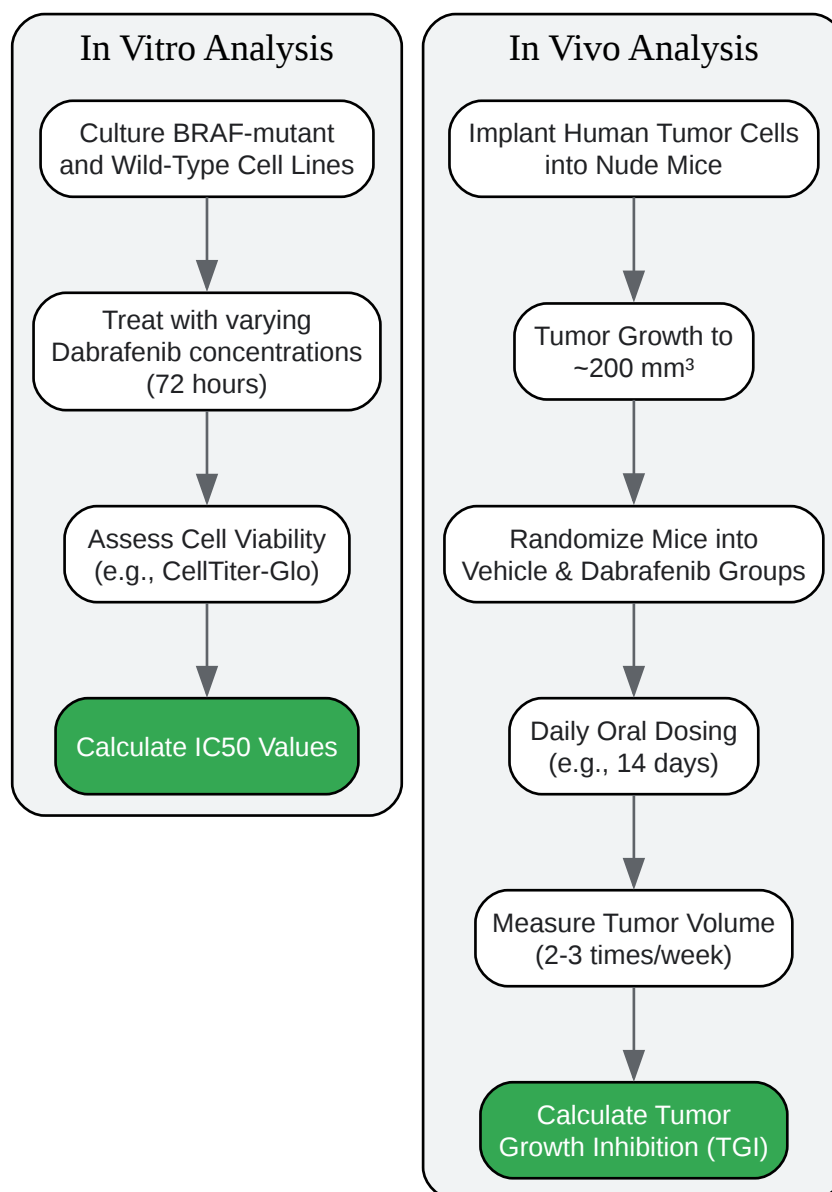 In Vitro Analysis
Culture BRAF-mutant
and Wild-Type Cell Lines
Treat with varying
Dabrafenib concentrations
(72 hours)
Assess Cell Viability
(e.g., CellTiter-Glo)
Calculate IC50 Values
In Vivo Analysis
Implant Human Tumor Cells
into Nude Mice
Tumor Growth to
~200 mm³
Randomize Mice into
Vehicle & Dabrafenib Groups
Daily Oral Dosing
(e.g., 14 days)
Measure Tumor Volume
(2-3 times/week)
Calculate Tumor
Growth Inhibition (TGI)